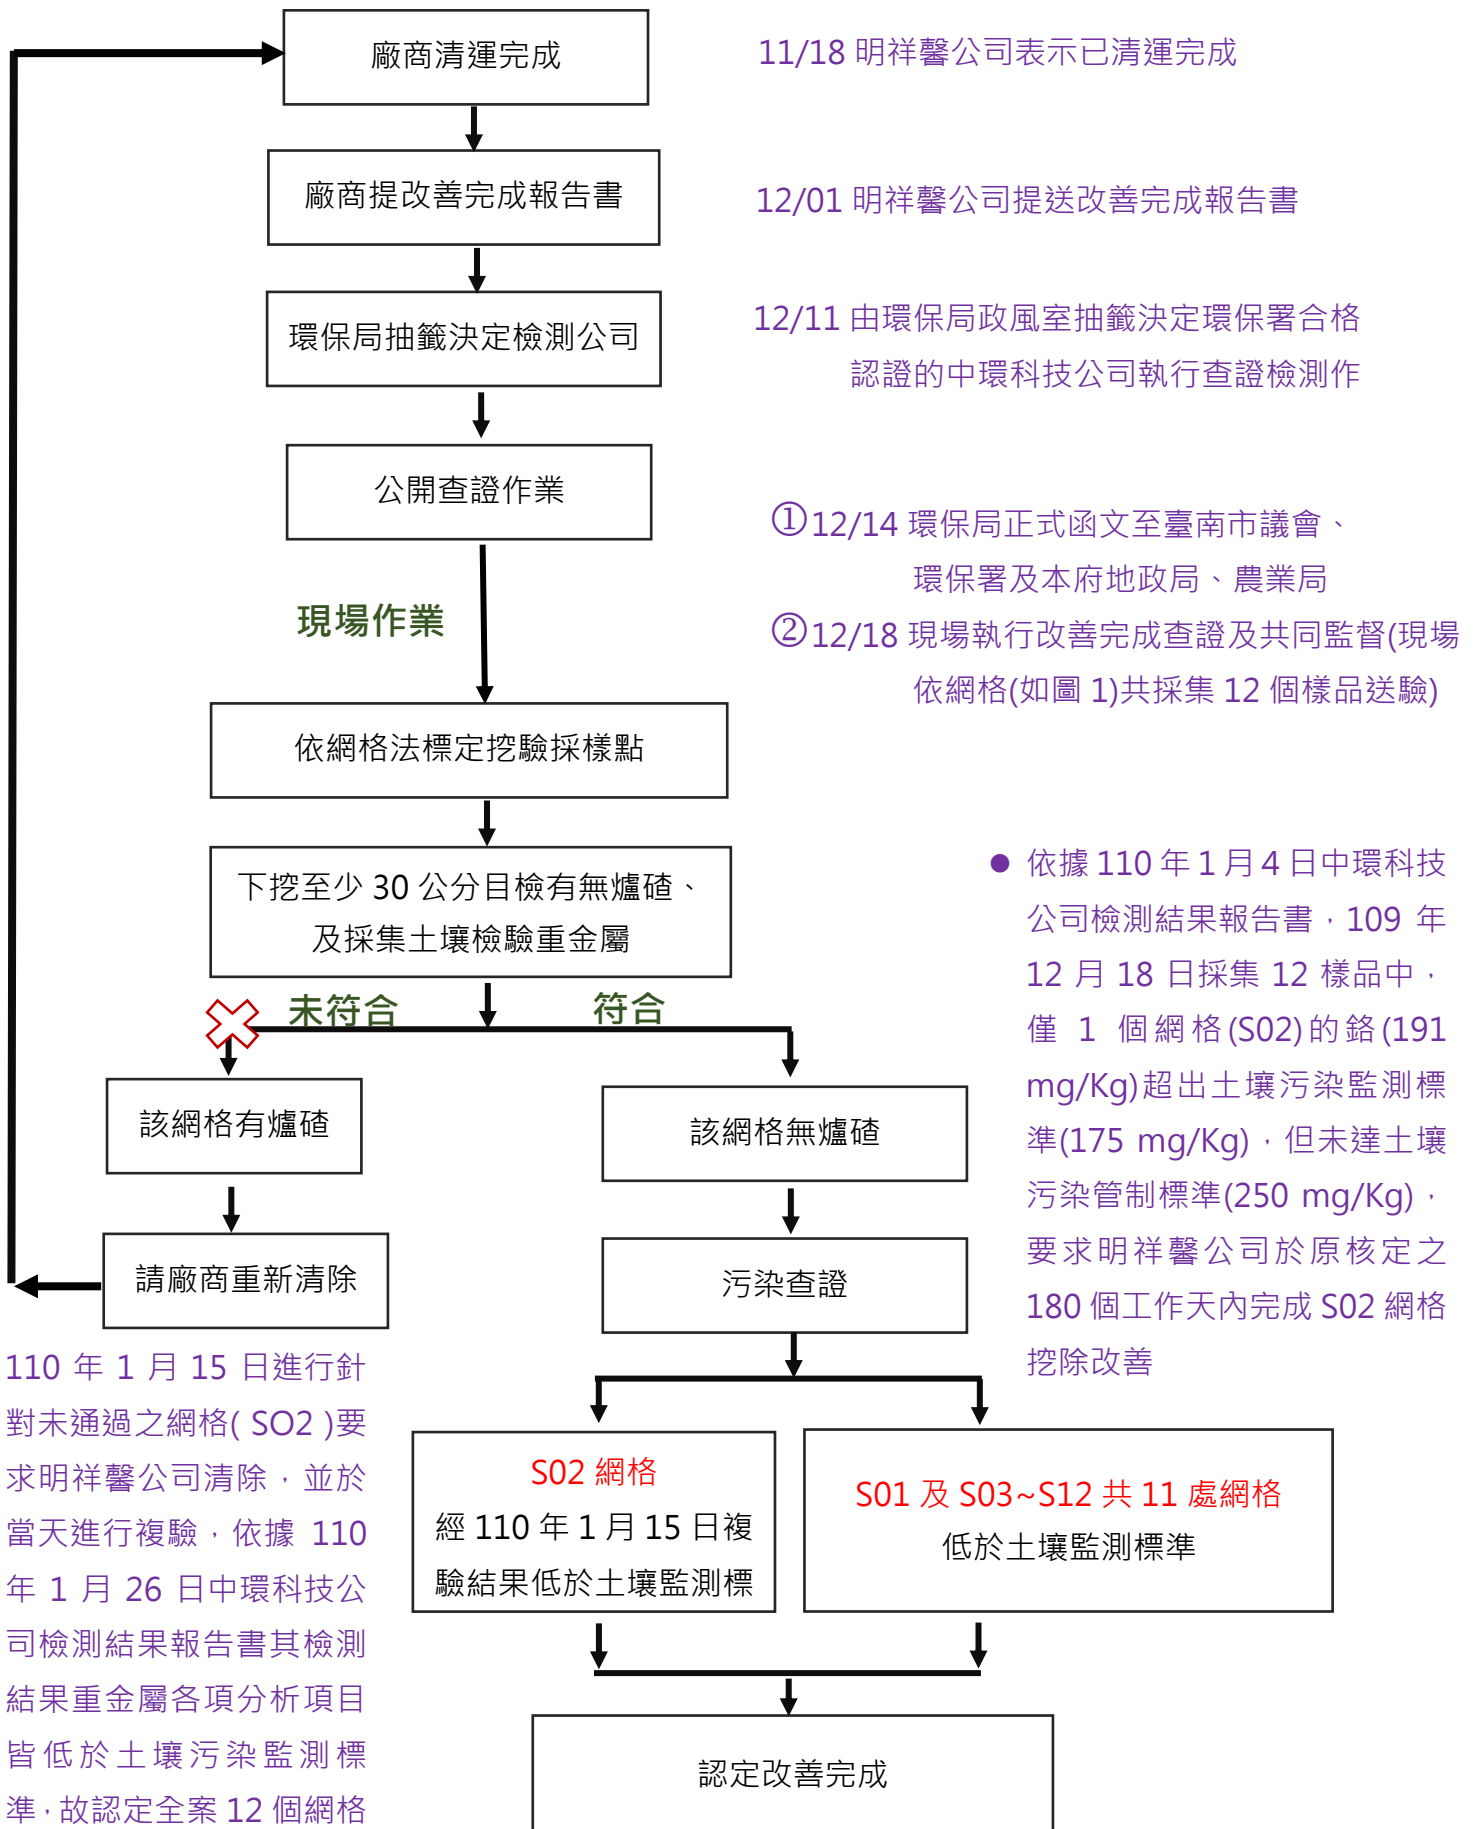 廠商清運完成
11/18 明祥馨公司表示已清運完成
廠商提改善完成報告書
12/01 明祥馨公司提送改善完成報告書
環保局抽籤決定檢測公司
12/11 由環保局政風室抽籤決定環保署合格
認證的中環科技公司執行查證檢測作
公開查證作業
①12/14 環保局正式函文至臺南市議會、
環保署及本府地政局、農業局
②12/18 現場執行改善完成查證及共同監督(現場
依網格(如圖 1)共採集 12 個樣品送驗)
現場作業
依網格法標定挖驗採樣點
下挖至少 30 公分目檢有無爐碴、
及採集土壤檢驗重金屬
● 依據 110 年 1 月 4 日中環科技
公司檢測結果報告書，109 年
12 月 18 日採集 12 樣品中，
僅 1 個網格(S02)的鉻(191
mg/Kg)超出土壤污染監測標
準(175 mg/Kg)，但未達土壤
污染管制標準(250 mg/Kg)，
要求明祥馨公司於原核定之
180 個工作天內完成 S02 網格
挖除改善
未符合
符合
該網格有爐碴
該網格無爐碴
請廠商重新清除
污染查證
110 年 1 月 15 日進行針
對未通過之網格( SO2 )要
求明祥馨公司清除，並於
當天進行複驗，依據 110
年 1 月 26 日中環科技公
司檢測結果報告書其檢測
結果重金屬各項分析項目
皆低於土壤污染監測標
準，故認定全案 12 個網格
S02 網格
經 110 年 1 月 15 日複
驗結果低於土壤監測標
S01 及 S03~S12 共 11 處網格
低於土壤監測標準
認定改善完成